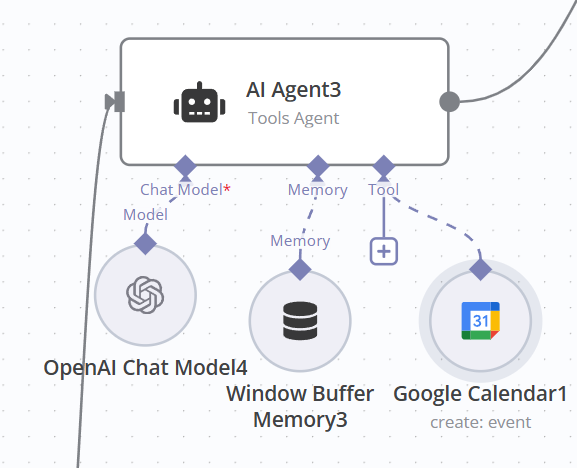 AI Agent3
Tools Agent
Chat Model*
Memory
Tool
Model
Memory
31
OpenAI Chat Model4
Window Buffer
Memory3
Google Calendar1
create: event